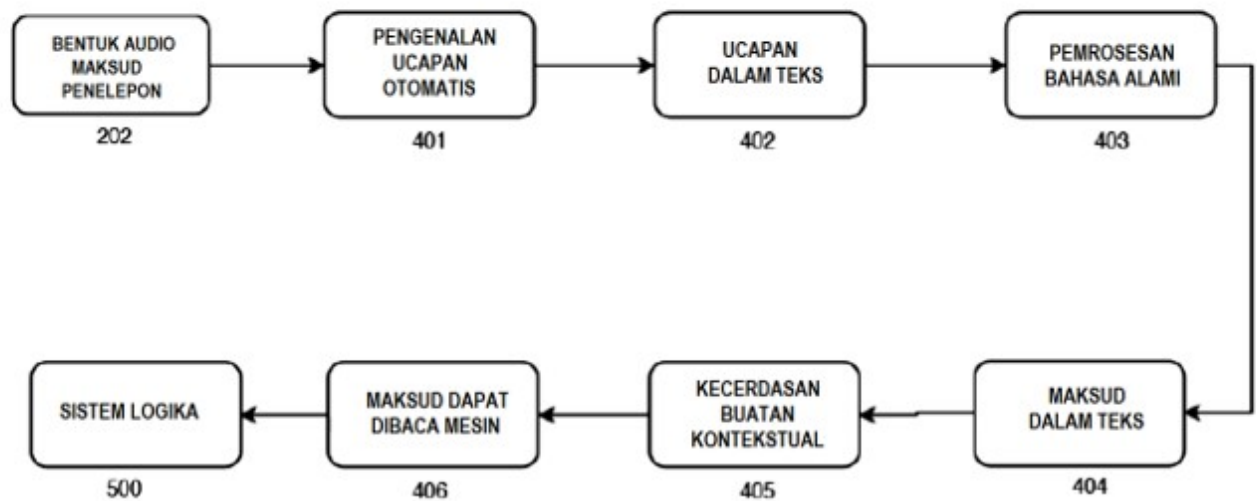 BENTUK AUDIO
MAKSUD
PENELEPON
202
PENGENALAN
UCAPAN
OTOMATIS
401
UCAPAN
DALAM TEKS
402
PEMROSESAN
BAHASA ALAMI
403
MAKSUD
DALAM TEKS
404
KECERDASAN
BUATAN
KONTEKSTUAL
405
MAKSUD DAPAT
DIBACA MESIN
406
SISTEM LOGIKA
500